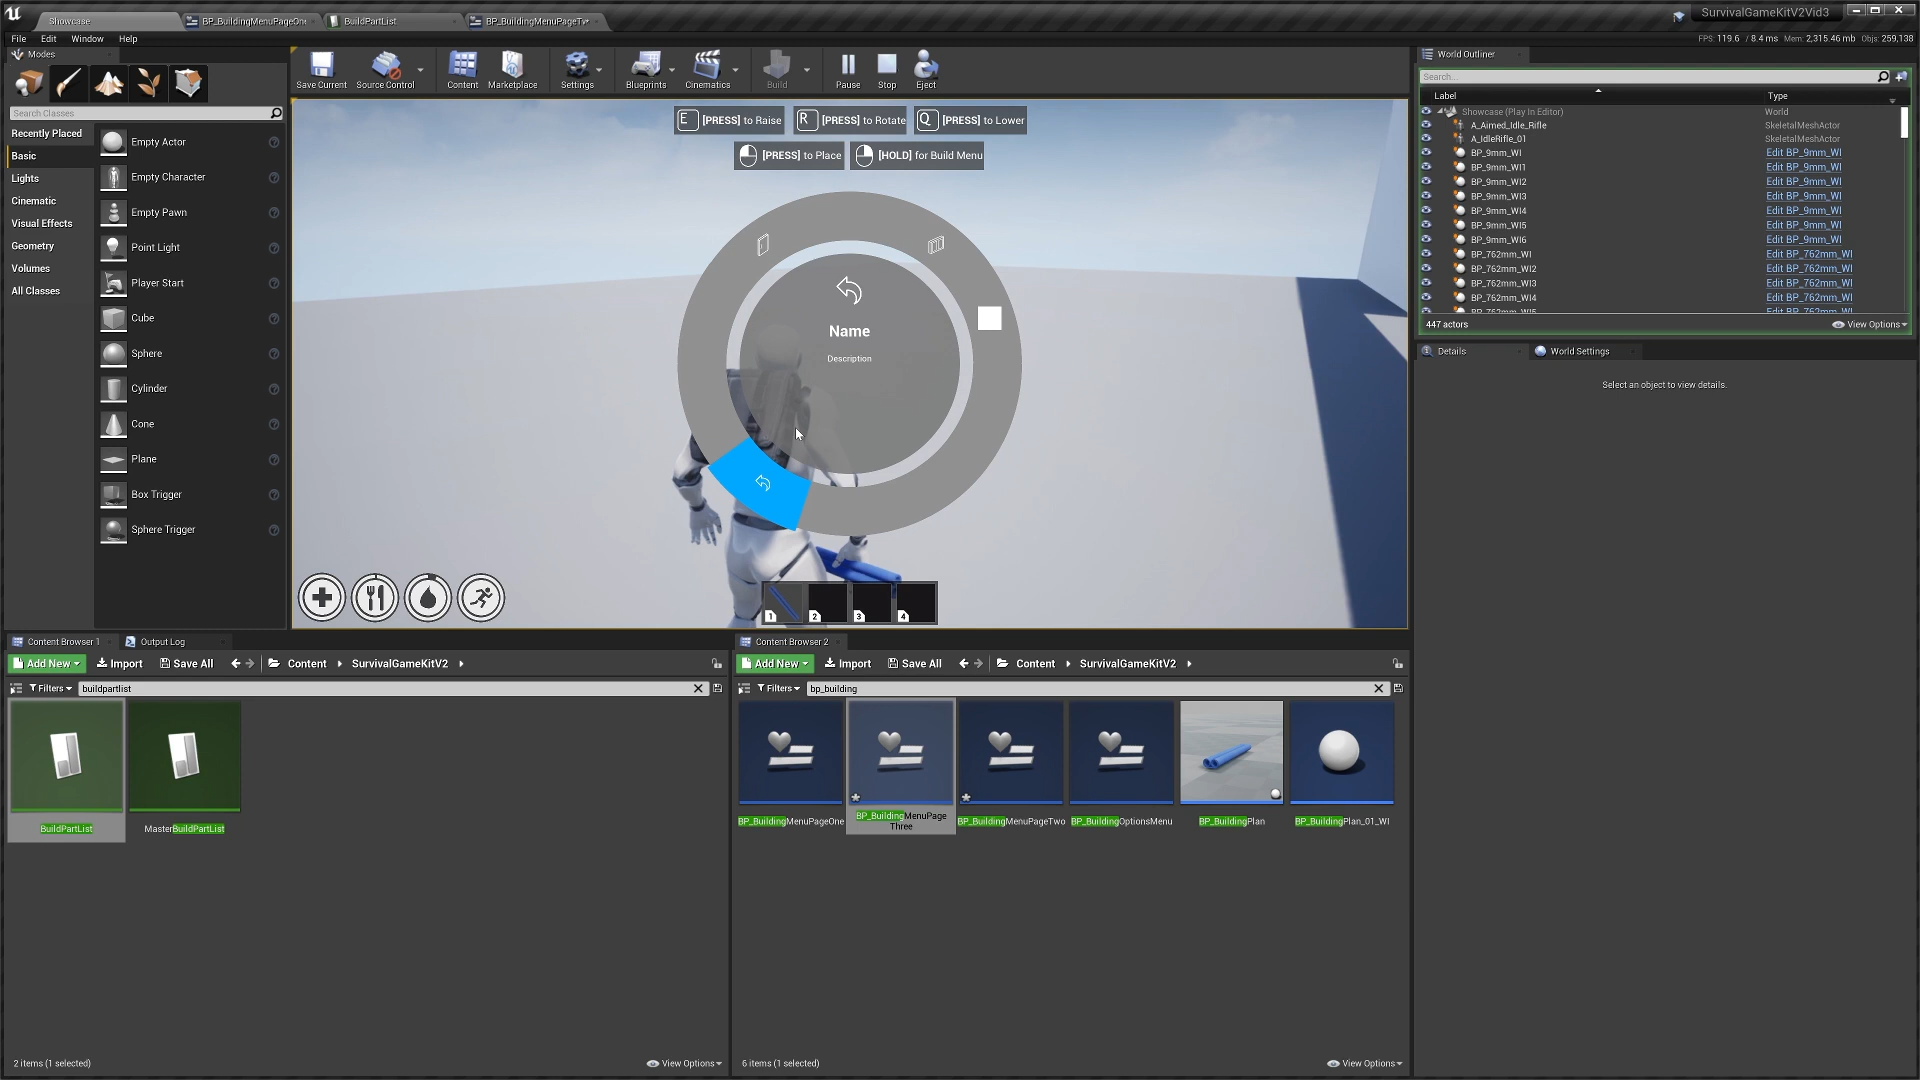 Showcase
BP_BuildingMenuPageOne
BuildPartList
BP_BuildingMenuPageTw
SurvivalGameKitV2Vid3
File Edit Window Help
FPS: 119.6 / 8.4 ms Mem: 2,315.46 mb Objs: 259,138
Modes
Search Classes
Recently Placed
Basic
Lights
Cinematic
Visual Effects
Geometry
Volumes
All Classes
Empty Actor
Empty Character
Empty Pawn
Point Light
Player Start
Cube
Sphere
Cylinder
Cone
Plane
Box Trigger
Sphere Trigger
Save Current
Source Control
Content
Marketplace
Settings
Blueprints
Cinematics
Build
Pause
Stop
Eject
E [PRESS] to Raise
R [PRESS] to Rotate
Q [PRESS] to Lower
[PRESS] to Place
[HOLD] for Build Menu
Name
Description
1 2 3 4
World Outliner
Search...
Label Type
Showcase (Play In Editor) World
A_Aimed_Idle_Rifle SkeletalMeshActor
A_IdleRifle_01 SkeletalMeshActor
BP_9mm_WI Edit BP_9mm_WI
BP_9mm_WI1 Edit BP_9mm_WI
BP_9mm_WI2 Edit BP_9mm_WI
BP_9mm_WI3 Edit BP_9mm_WI
BP_9mm_WI4 Edit BP_9mm_WI
BP_9mm_WI5 Edit BP_9mm_WI
BP_9mm_WI6 Edit BP_9mm_WI
BP_762mm_WI Edit BP_762mm_WI
BP_762mm_WI2 Edit BP_762mm_WI
BP_762mm_WI3 Edit BP_762mm_WI
BP_762mm_WI4 Edit BP_762mm_WI
BP_762mm_WI5 Edit BP_762mm_WI
447 actors View Options
Details World Settings
Select an object to view details.
Content Browser 1 Output Log
Add New Import Save All Content SurvivalGameKitV2
Filters buildpartlist
BuildPartList
MasterBuildPartList
2 items (1 selected) View Options
Content Browser 2
Add New Import Save All Content SurvivalGameKitV2
Filters bp_building
BP_BuildingMenuPageOne
BP_BuildingMenuPage
Three
BP_BuildingMenuPageTwo
BP_BuildingOptionsMenu
BP_BuildingPlan
BP_BuildingPlan_01_WI
6 items (1 selected) View Options